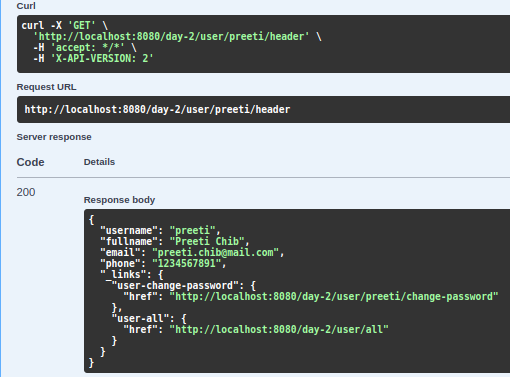 Curl
curl -X 'GET' \
  'http://localhost:8080/day-2/user/preeti/header' \
  -H 'accept: */*' \
  -H 'X-API-VERSION: 2'
Request URL
http://localhost:8080/day-2/user/preeti/header
Server response
Code Details
200
Response body
{
  "username": "preeti",
  "fullname": "Preeti Chib",
  "email": "preeti.chib@mail.com",
  "phone": "1234567891",
  "_links": {
    "user-change-password": {
      "href": "http://localhost:8080/day-2/user/preeti/change-password"
    },
    "user-all": {
      "href": "http://localhost:8080/day-2/user/all"
    }
  }
}